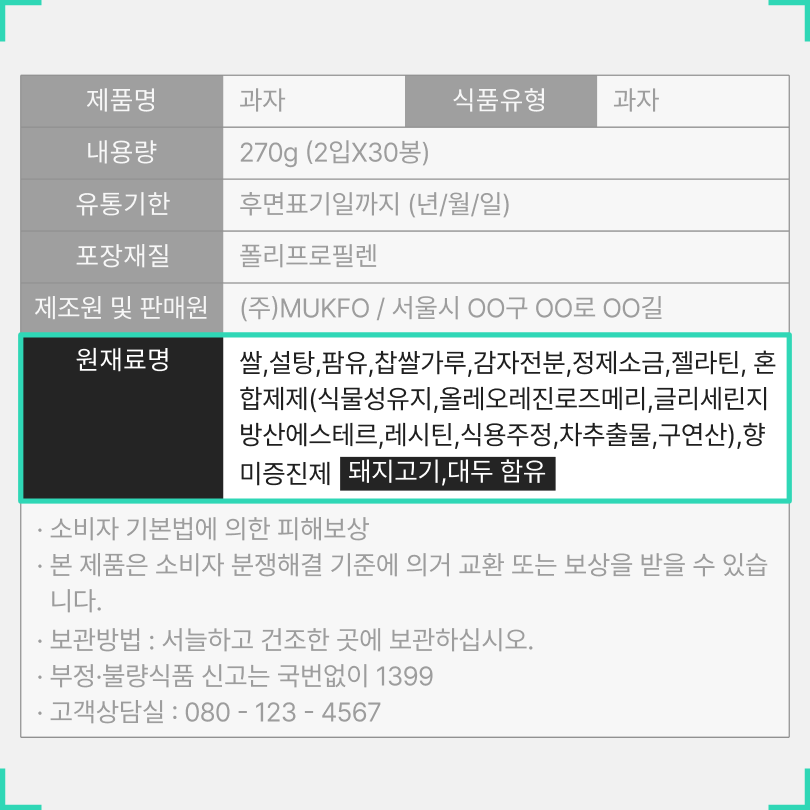 제품명 과자 식품유형 과자
내용량 270g (2입X30봉)
유통기한 후면표기일까지 (년/월/일)
포장재질 폴리프로필렌
제조원 및 판매원 (주)MUKFO / 서울시 OO구 OO로 OO길
원재료명 쌀,설탕,팜유,찹쌀가루,감자전분,정제소금,젤라틴, 혼
합제제(식물성유지,올레오레진로즈메리,글리세린지
방산에스테르,레시틴,식용주정,차추출물,구연산),향
미증진제 돼지고기,대두 함유
· 소비자 기본법에 의한 피해보상
· 본 제품은 소비자 분쟁해결 기준에 의거 교환 또는 보상을 받을 수 있습
니다.
· 보관방법 : 서늘하고 건조한 곳에 보관하십시오.
· 부정·불량식품 신고는 국번없이 1399
· 고객상담실 : 080 - 123 - 4567